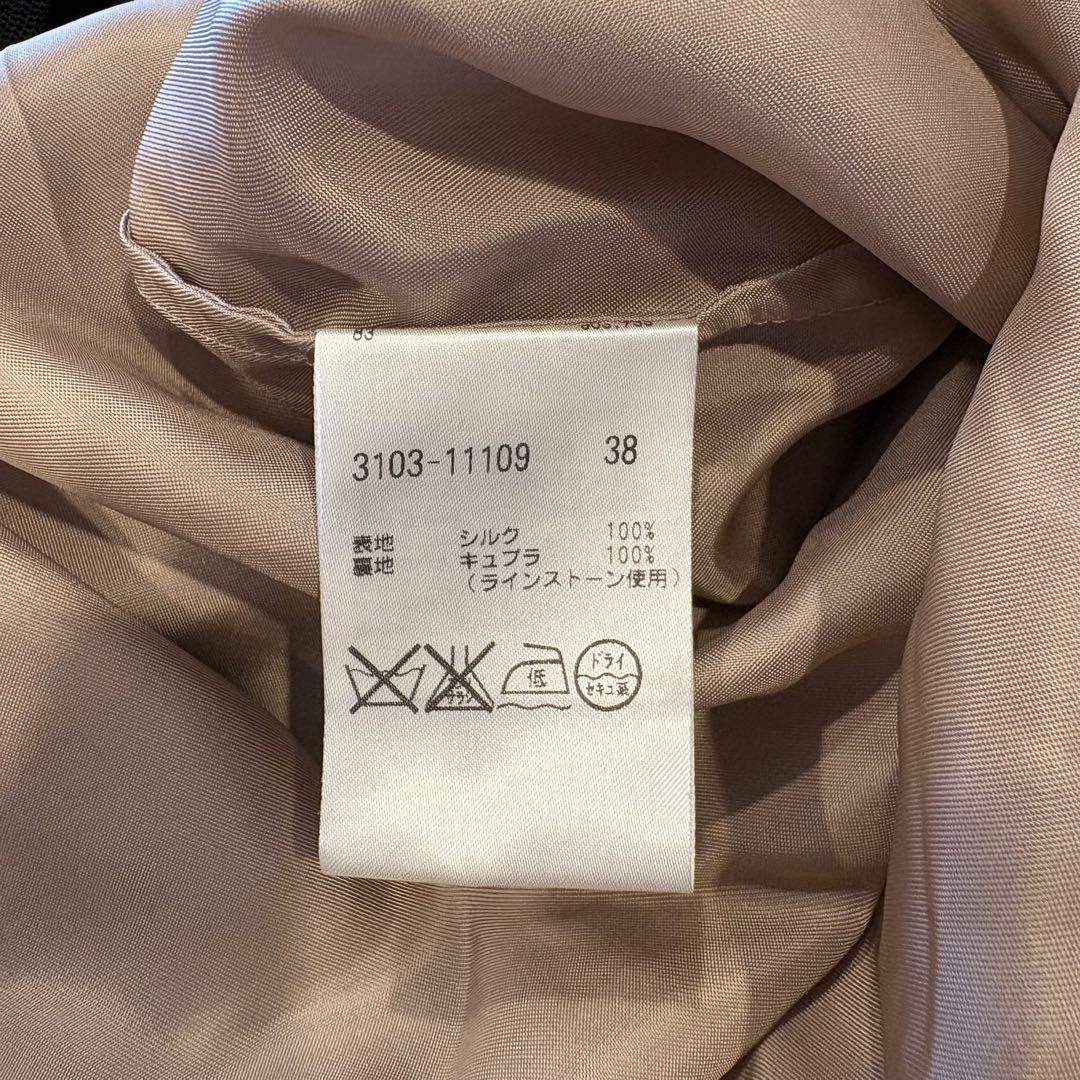 83
3103-11109 38
表地 シルク 100%
裏地 キュプラ 100%
(ラインストーン使用)
低
ドライ
セキユ系